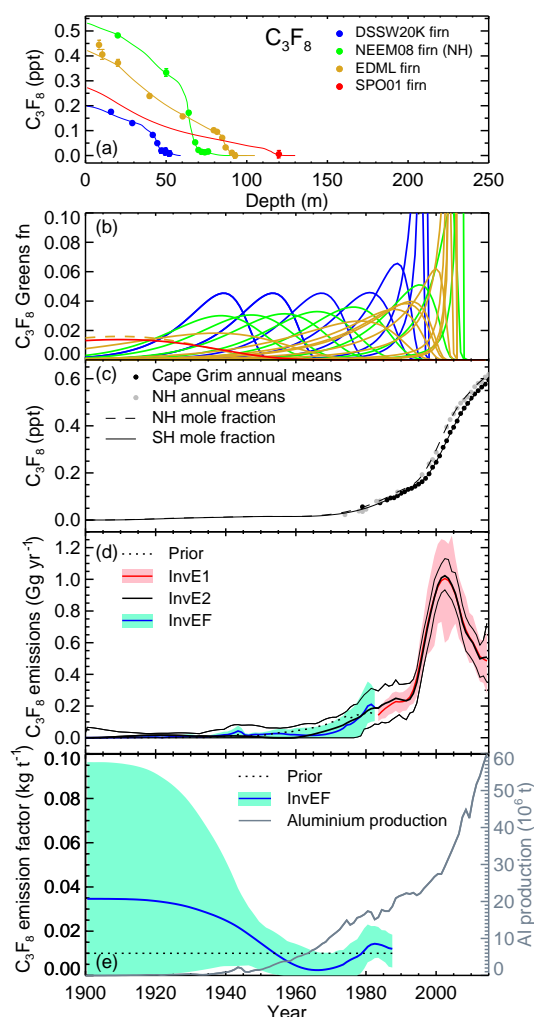 C₃F₈
DSSW20K firn
NEEM08 firn (NH)
EDML firn
SPO01 firn
C₃F₈ (ppt)
0.5
0.4
0.3
0.2
0.1
0.0
(a)
0 50 100 150 200 250
Depth (m)
(b)
C₃F₈ Greens fn
0.10
0.08
0.06
0.04
0.02
0.00
(c)
Cape Grim annual means
NH annual means
NH mole fraction
SH mole fraction
C₃F₈ (ppt)
0.6
0.4
0.2
0.0
(d)
Prior
InvE1
InvE2
InvEF
C₃F₈ emissions (Gg yr⁻¹)
1.2
1.0
0.8
0.6
0.4
0.2
0.0
Prior
InvEF
Aluminium production
C₃F₈ emission factor (kg t⁻¹)
0.10
0.08
0.06
0.04
0.02
0.00
(e)
Al production (10⁶ t)
60
50
40
30
20
10
0
1900 1920 1940 1960 1980 2000
Year